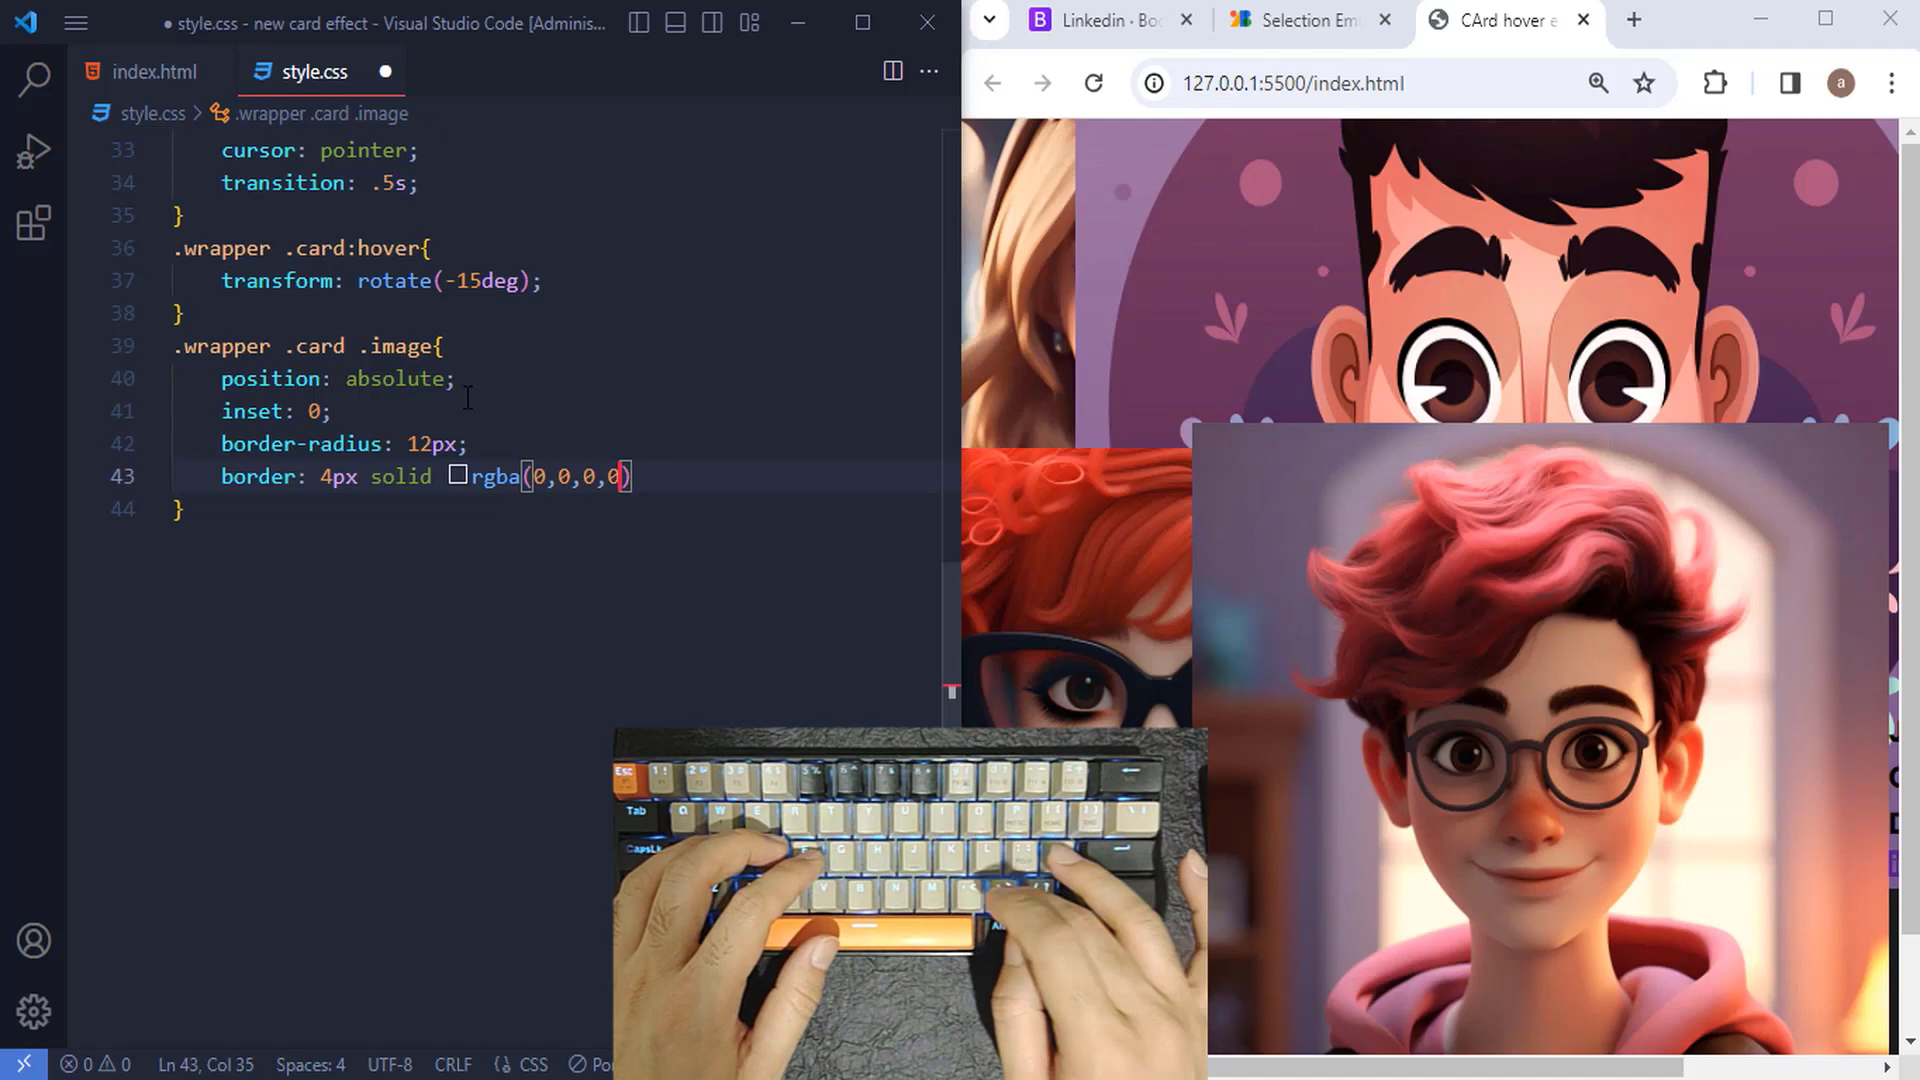 style.css - new card effect - Visual Studio Code [Adminis...
Linkedin · Boo
Selection Em
CArd hover e
index.html
style.css
127.0.0.1:5500/index.html
a
style.css > .wrapper .card .image
33 cursor: pointer;
34 transition: .5s;
35 }
36 .wrapper .card:hover{
37 transform: rotate(-15deg);
38 }
39 .wrapper .card .image{
40 position: absolute;
41 inset: 0;
42 border-radius: 12px;
43 border: 4px solid rgba(0,0,0,0)
44 }
Esc
Tab Q W E R T Y U I O P
CapsLk F G H J K L
Z V B N M
0 0 Ln 43, Col 35 Spaces: 4 UTF-8 CRLF {} CSS